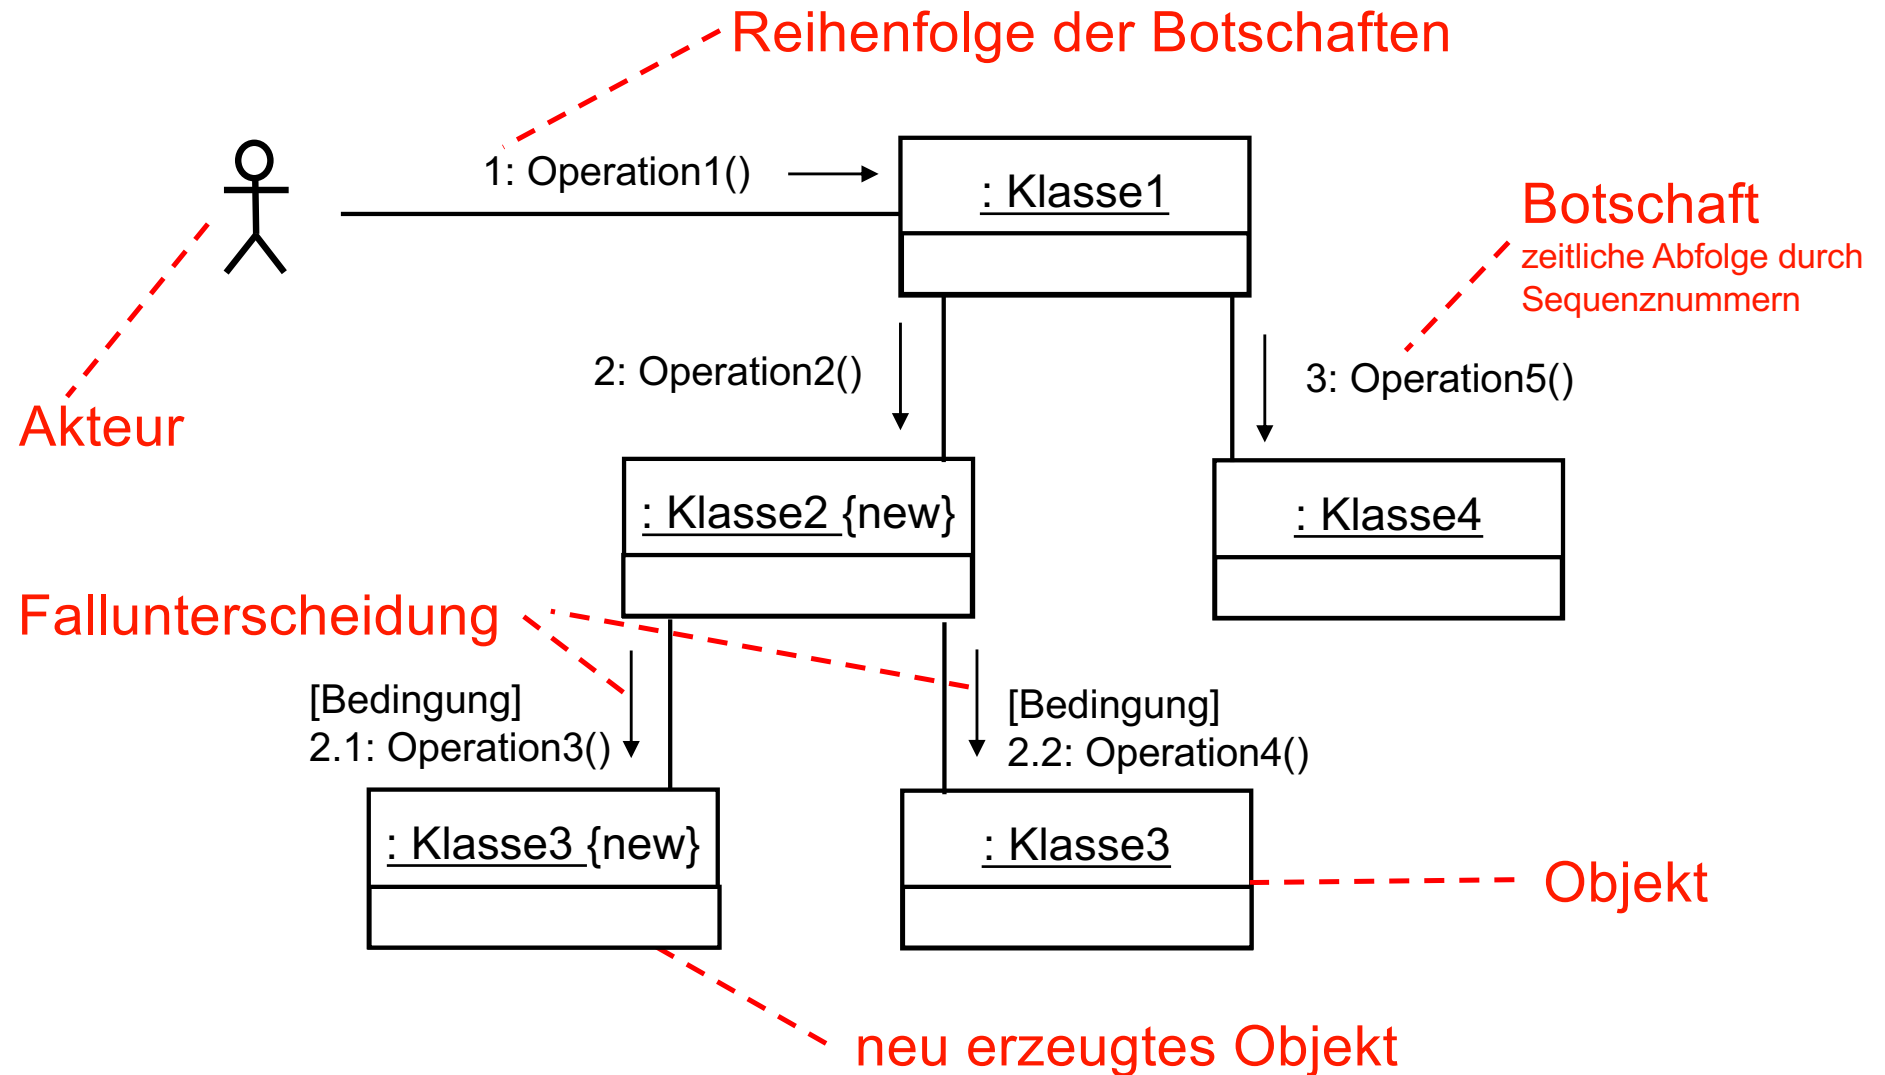 Reihenfolge der Botschaften
1: Operation1()
: Klasse1
Botschaft
zeitliche Abfolge durch
Sequenznummern
2: Operation2()
3: Operation5()
Akteur
: Klasse2 {new}
: Klasse4
Fallunterscheidung
[Bedingung]
2.1: Operation3()
[Bedingung]
2.2: Operation4()
: Klasse3 {new}
: Klasse3
Objekt
neu erzeugtes Objekt